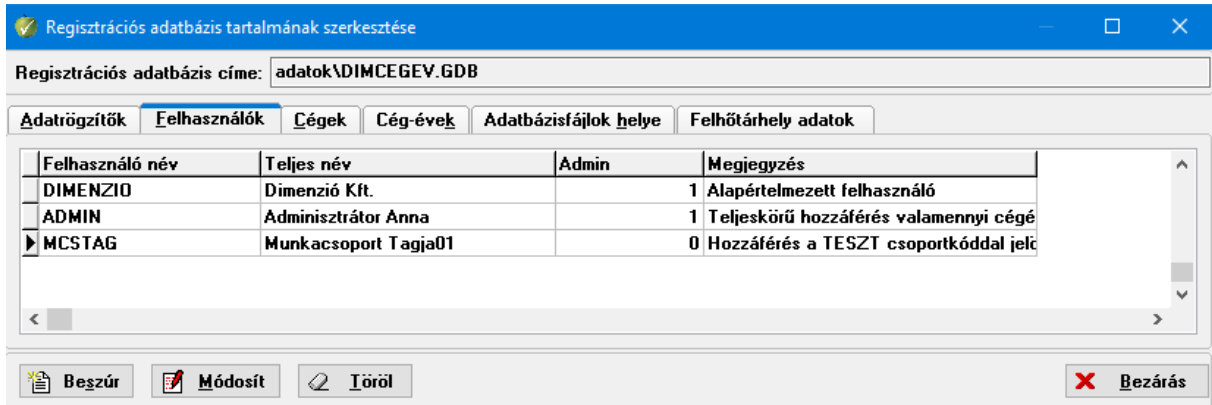 Regisztrációs adatbázis tartalmának szerkesztése
Regisztrációs adatbázis címe: adatok\DIMCEGEV.GDB
Adatrögzítők Felhasználók Cégek Cég-évek Adatbázisfájlok helye Felhőtárhely adatok
Felhasználó név Teljes név Admin Megjegyzés
DIMENZIO Dimenzió Kft. 1 Alapértelmezett felhasználó
ADMIN Adminisztrátor Anna 1 Teljeskörű hozzáférés valamennyi cégé
MCSTAG Munkacsoport Tagja01 0 Hozzáférés a TESZT csoportkóddal jelö
Beszúr Módosít Töröl Bezárás